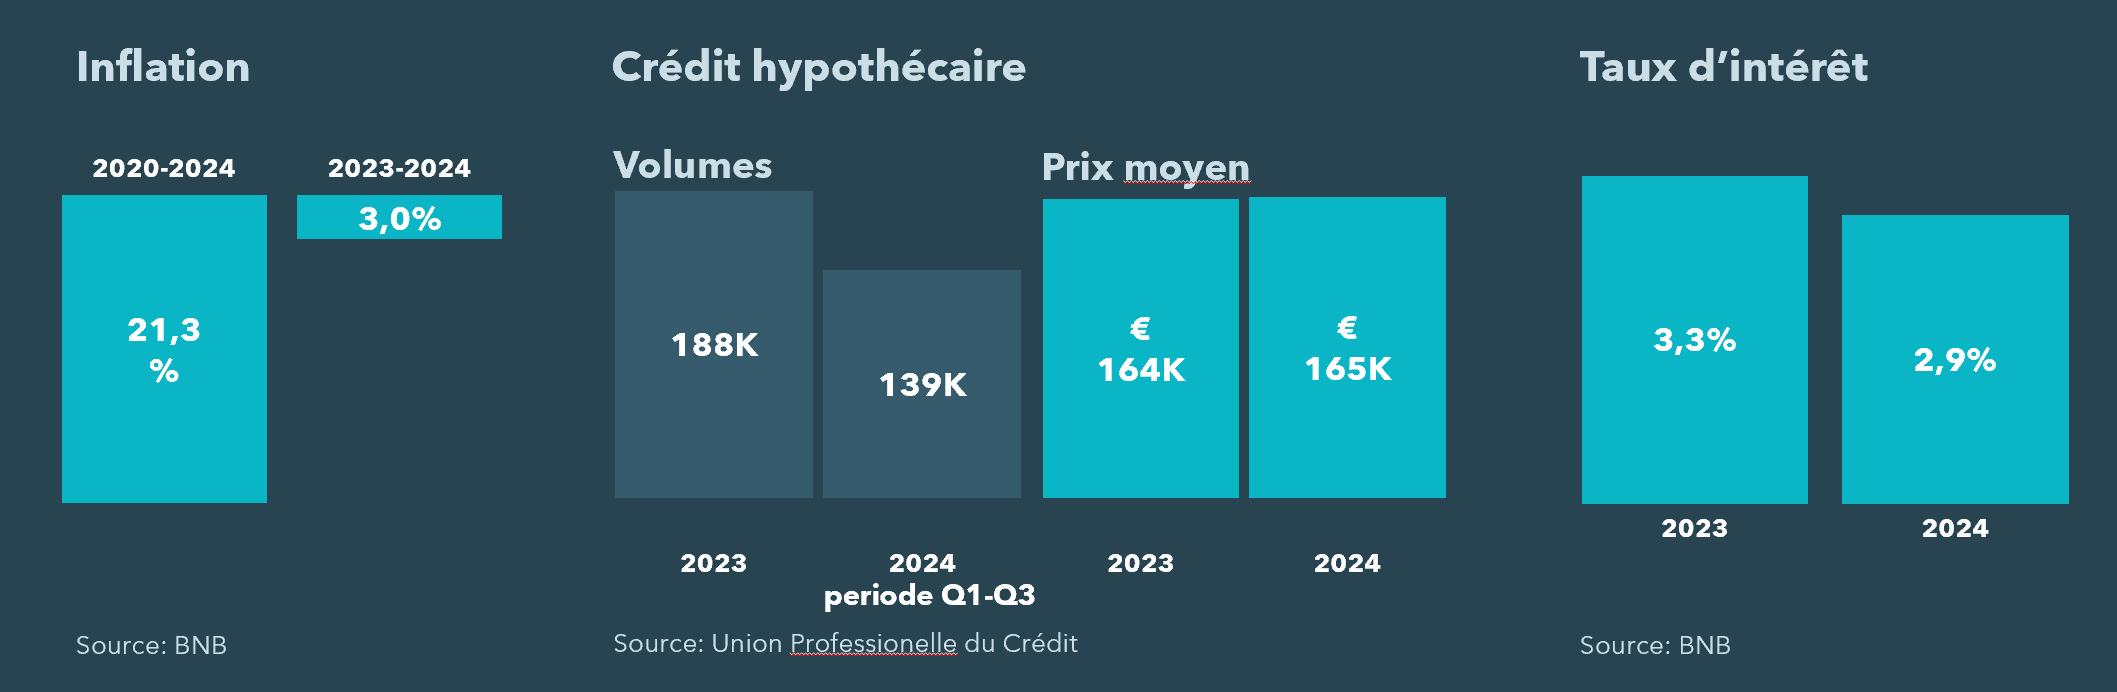 Inflation
2020-2024
2023-2024
21,3
%
3,0%
Source: BNB
Crédit hypothécaire
Volumes
188K
139K
2023
2024
periode Q1-Q3
Prix moyen
€
164K
€
165K
2023
2024
Source: Union Professionelle du Crédit
Taux d’intérêt
3,3%
2,9%
2023
2024
Source: BNB